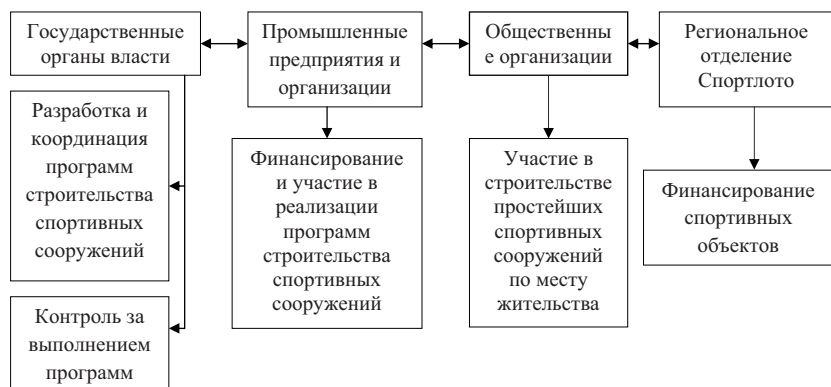 Государственные
органы власти
Промышленные
предприятия и
организации
Общественны
е организации
Региональное
отделение
Спортлото
Разработка и
координация
программ
строительства
спортивных
сооружений
Финансирование
и участие в
реализации
программ
строительства
спортивных
сооружений
Участие в
строительстве
простейших
спортивных
сооружений
по месту
жительства
Финансирование
спортивных
объектов
Контроль за
выполнением
программ